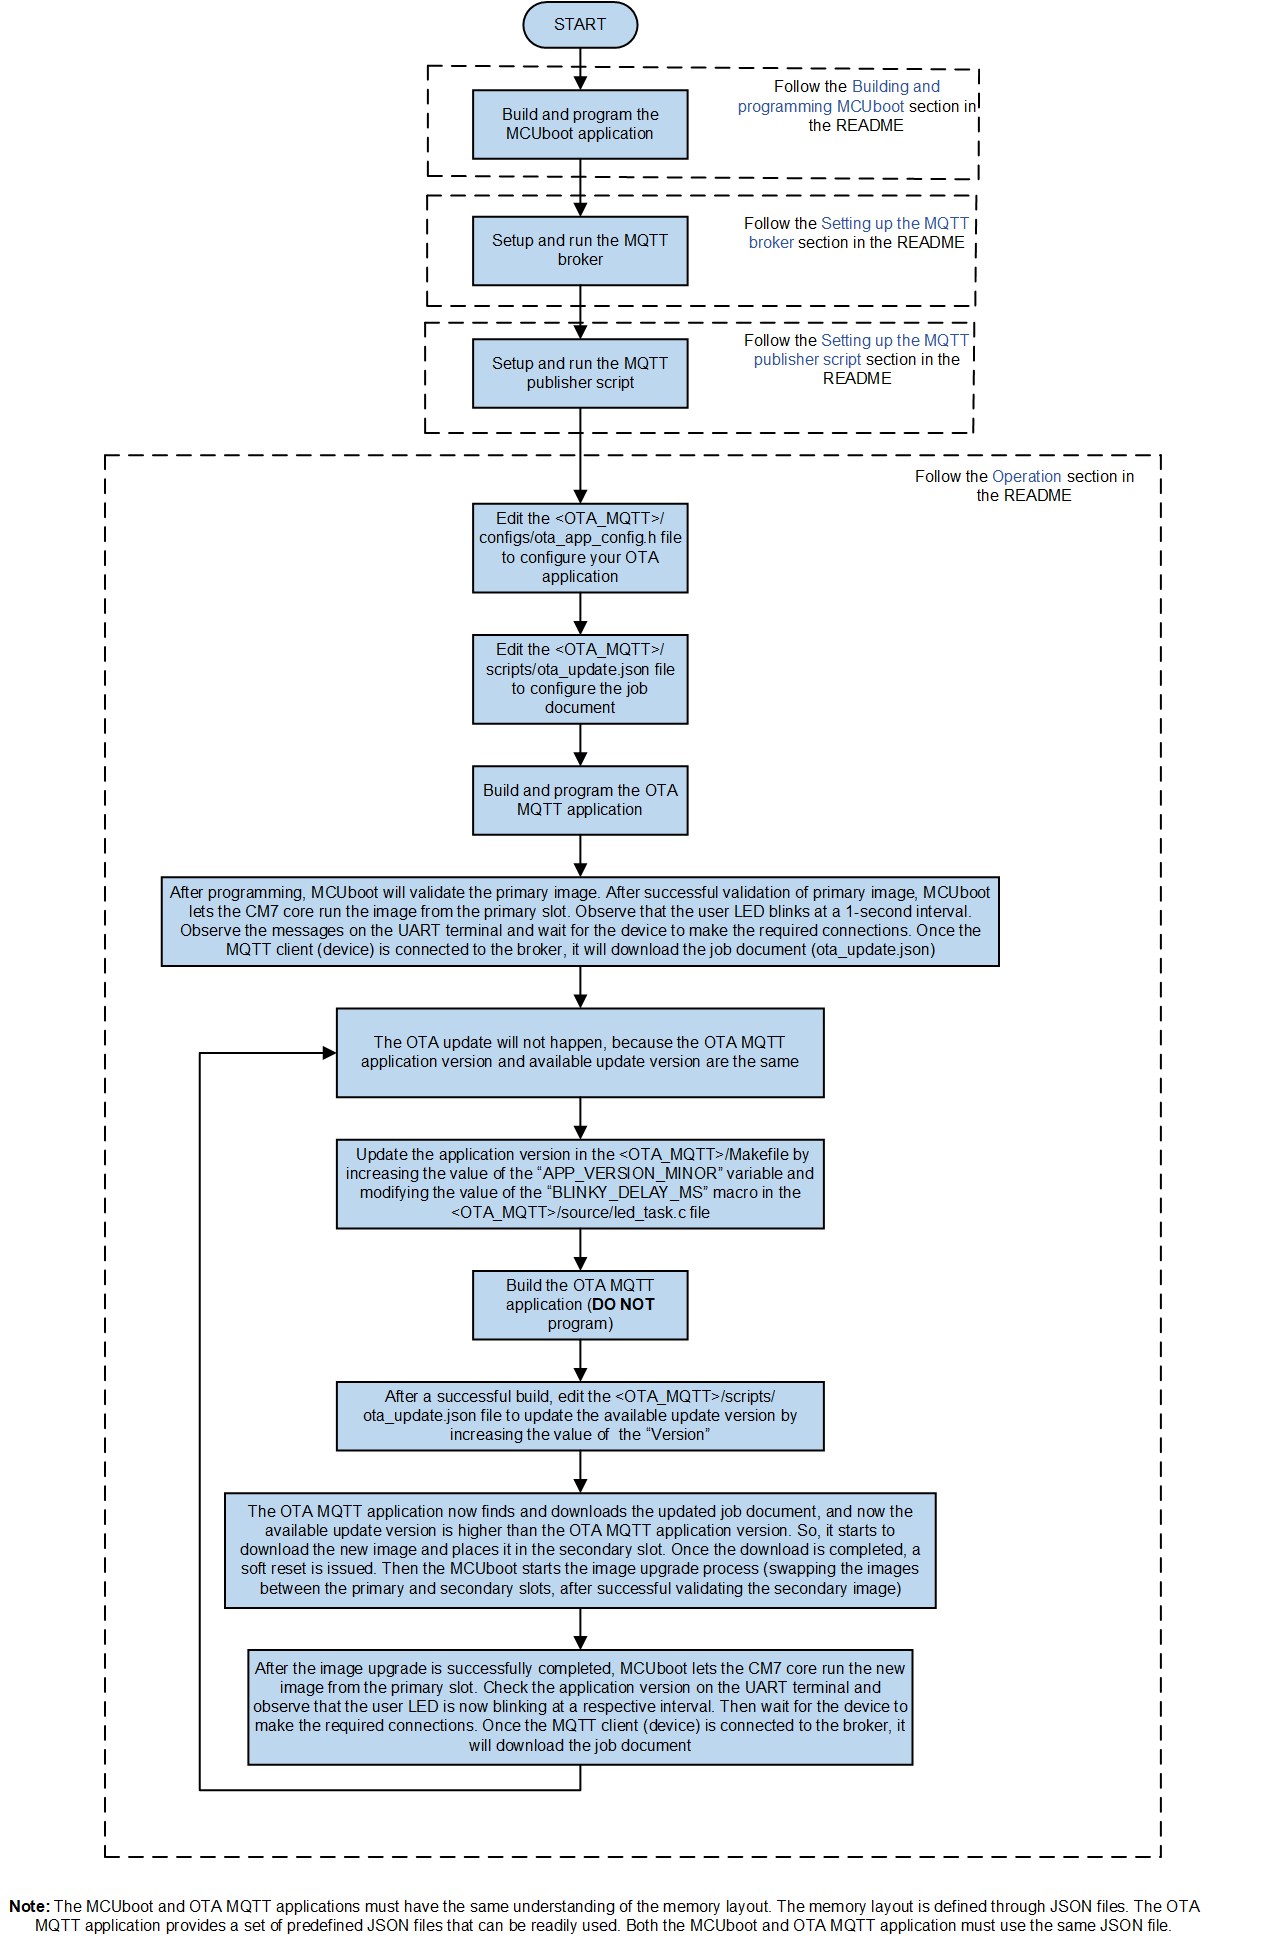 START
Follow the Building and
programming MCUboot section in
the README
Build and program the
MCUboot application
Follow the Setting up the MQTT
broker section in the README
Setup and run the MQTT
broker
Follow the Setting up the MQTT
publisher script section in the
README
Setup and run the MQTT
publisher script
Follow the Operation section in
the README
Edit the <OTA_MQTT>/
configs/ota_app_config.h file
to configure your OTA
application
Edit the <OTA_MQTT>/
scripts/ota_update.json file
to configure the job
document
Build and program the OTA
MQTT application
After programming, MCUboot will validate the primary image. After successful validation of primary image, MCUboot
lets the CM7 core run the image from the primary slot. Observe that the user LED blinks at a 1-second interval.
Observe the messages on the UART terminal and wait for the device to make the required connections. Once the
MQTT client (device) is connected to the broker, it will download the job document (ota_update.json)
The OTA update will not happen, because the OTA MQTT
application version and available update version are the same
Update the application version in the <OTA_MQTT>/Makefile by
increasing the value of the “APP_VERSION_MINOR” variable and
modifying the value of the “BLINKY_DELAY_MS” macro in the
<OTA_MQTT>/source/led_task.c file
Build the OTA MQTT
application (DO NOT
program)
After a successful build, edit the <OTA_MQTT>/scripts/
ota_update.json file to update the available update version by
increasing the value of  the “Version”
The OTA MQTT application now finds and downloads the updated job document, and now the
available update version is higher than the OTA MQTT application version. So, it starts to
download the new image and places it in the secondary slot. Once the download is completed, a
soft reset is issued. Then the MCUboot starts the image upgrade process (swapping the images
between the primary and secondary slots, after successful validating the secondary image)
After the image upgrade is successfully completed, MCUboot lets the CM7 core run the new
image from the primary slot. Check the application version on the UART terminal and
observe that the user LED is now blinking at a respective interval. Then wait for the device to
make the required connections. Once the MQTT client (device) is connected to the broker, it
will download the job document
Note: The MCUboot and OTA MQTT applications must have the same understanding of the memory layout. The memory layout is defined through JSON files. The OTA
MQTT application provides a set of predefined JSON files that can be readily used. Both the MCUboot and OTA MQTT application must use the same JSON file.